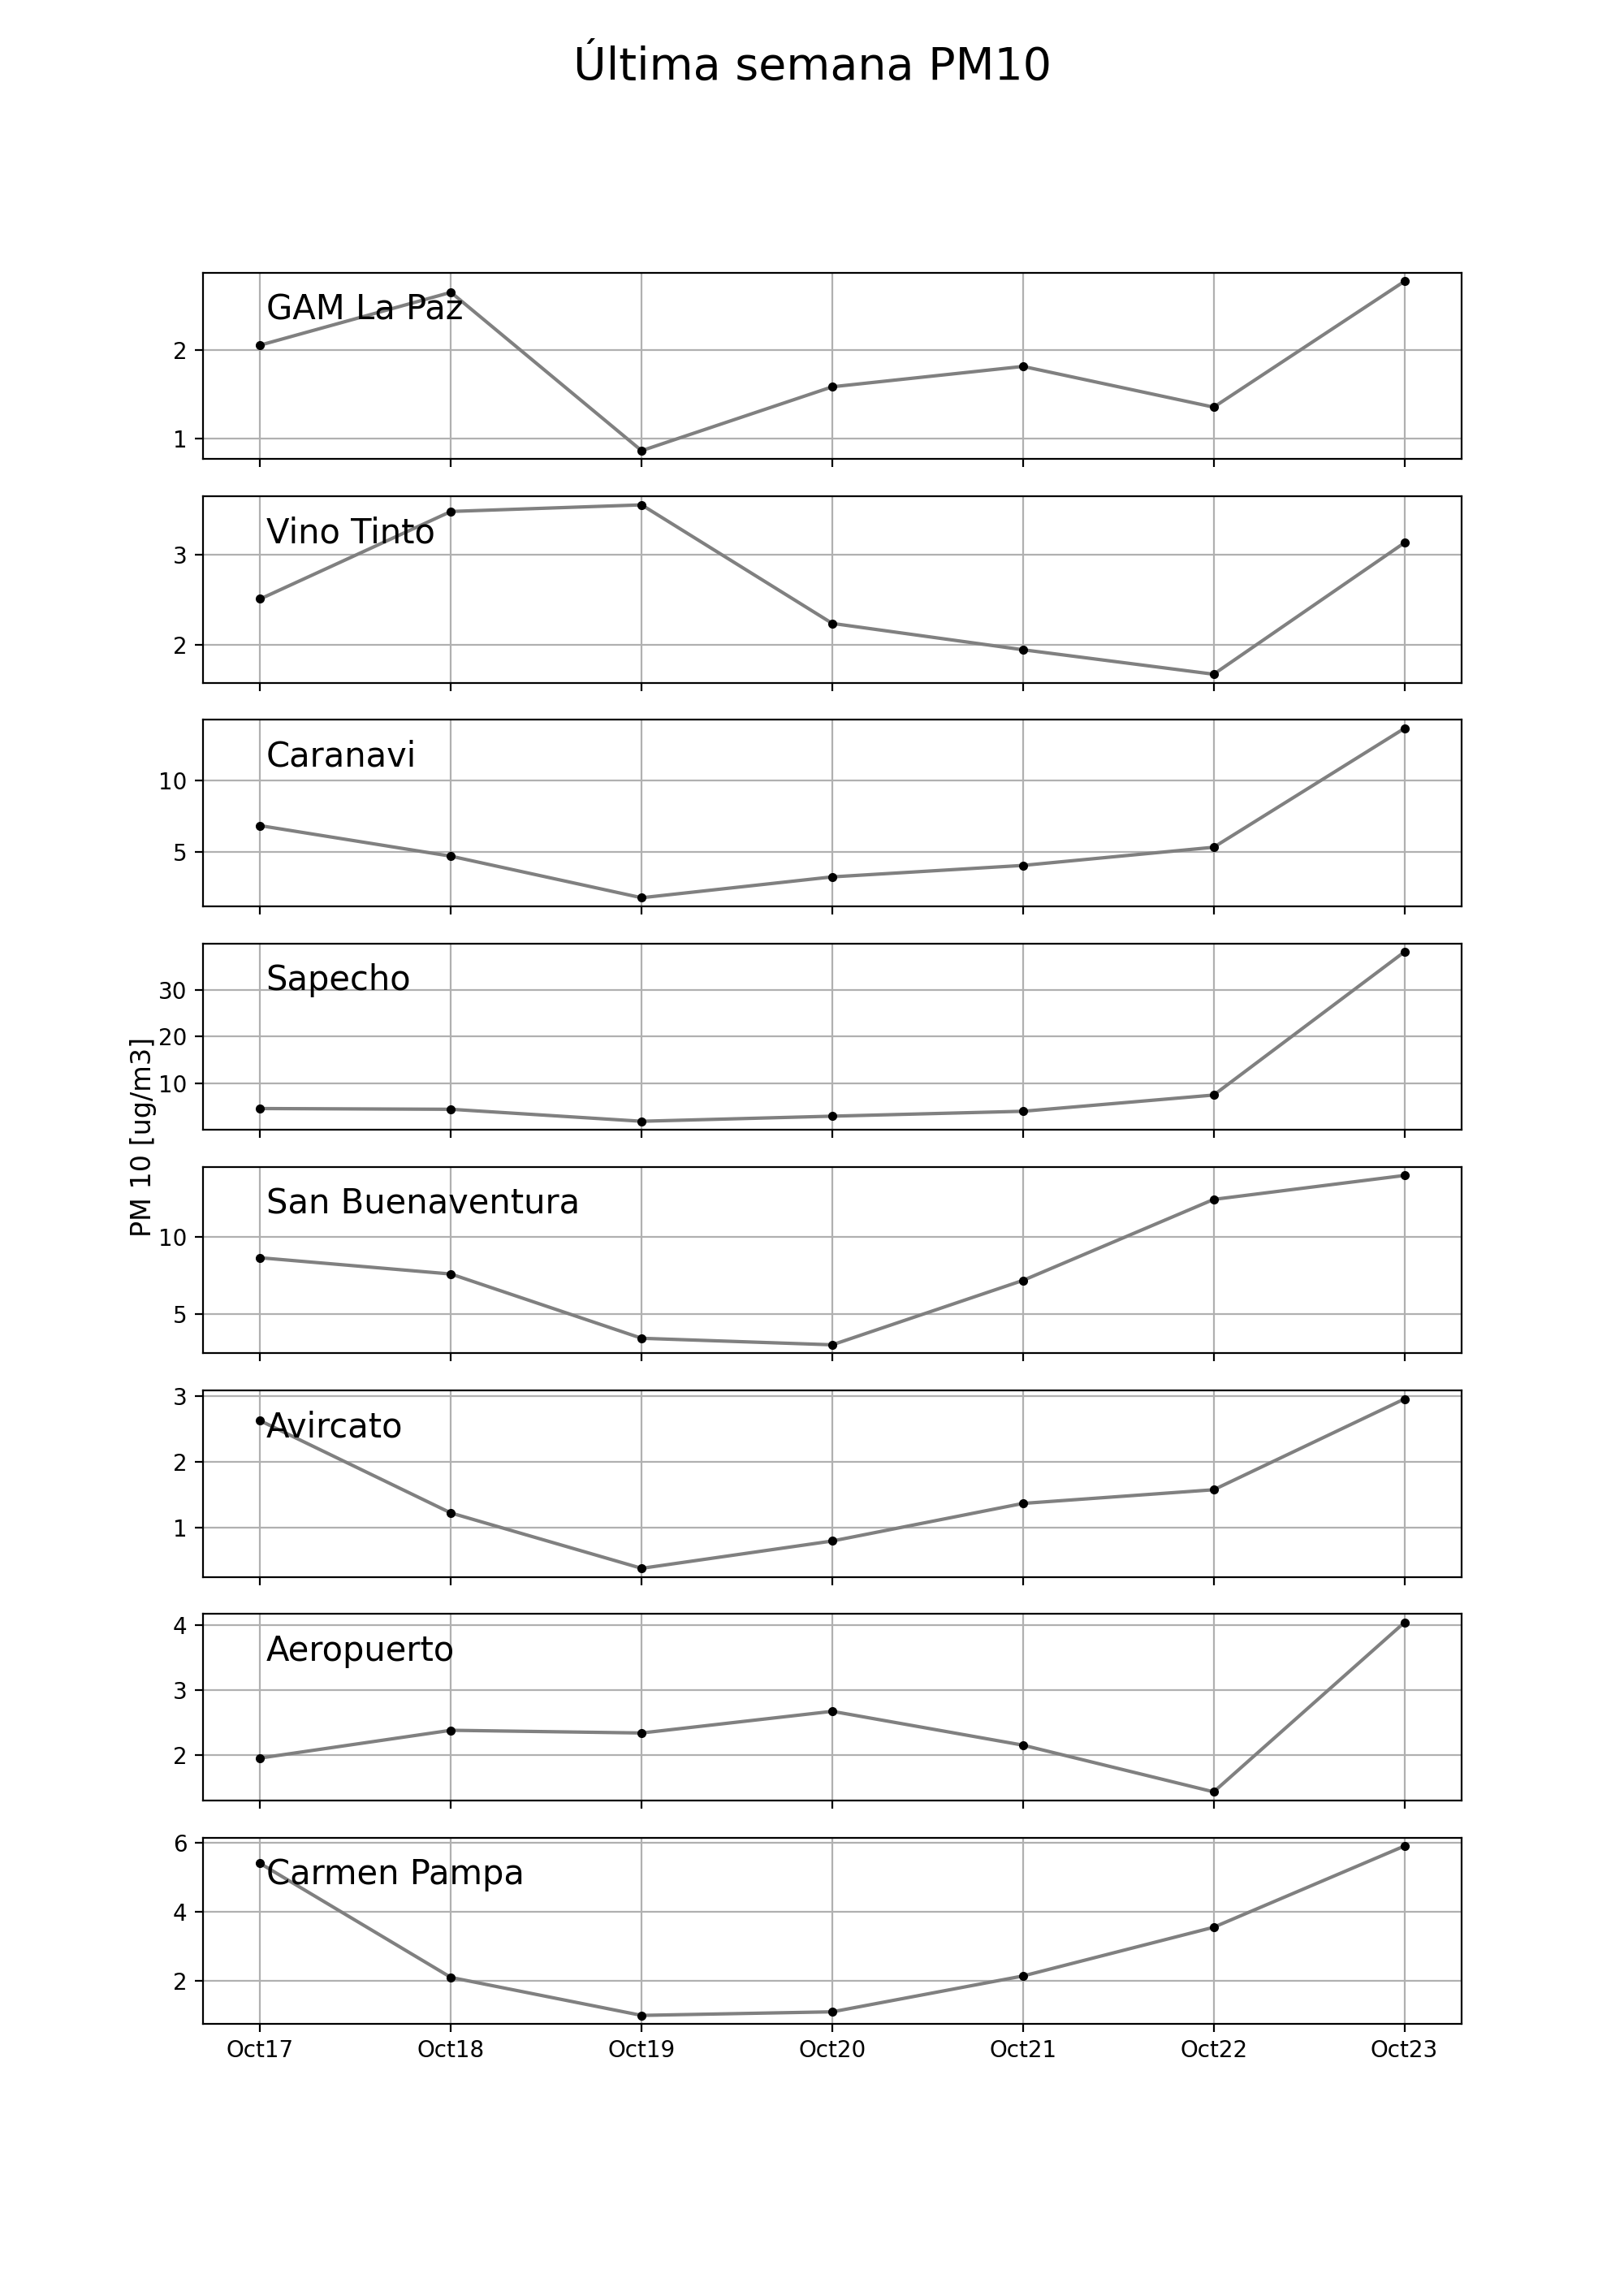 Última semana PM10
GAM La Paz
2
1
Vino Tinto
3
2
Caranavi
10
5
Sapecho
30
20
10
PM 10 [ug/m3]
San Buenaventura
10
5
Avircato
3
2
1
Aeropuerto
4
3
2
Carmen Pampa
6
4
2
Oct17 Oct18 Oct19 Oct20 Oct21 Oct22 Oct23